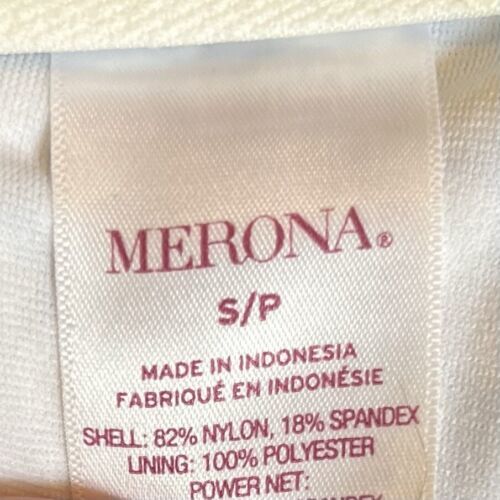 MERONA®
S/P
MADE IN INDONESIA
FABRIQUÉ EN INDONÉSIE
SHELL: 82% NYLON, 18% SPANDEX
LINING: 100% POLYESTER
POWER NET: